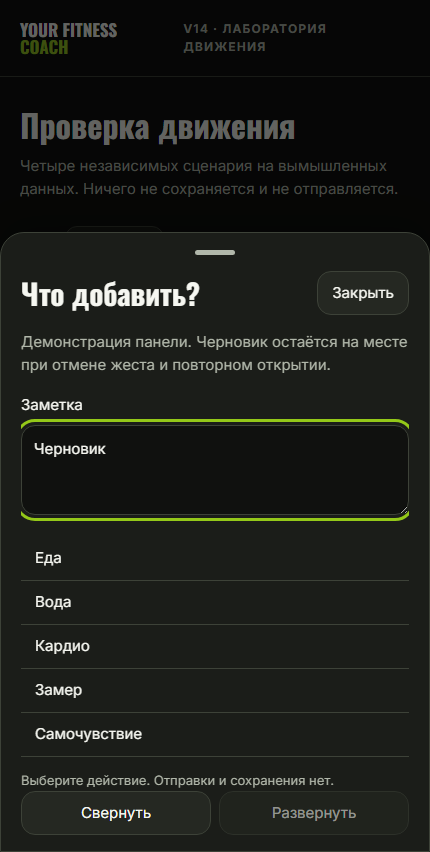 YOUR FITNESS
COACH
V14 · ЛАБОРАТОРИЯ
ДВИЖЕНИЯ
Проверка движения
Четыре независимых сценария на вымышленных
данных. Ничего не сохраняется и не отправляется.
Что добавить?
Закрыть
Демонстрация панели. Черновик остаётся на месте
при отмене жеста и повторном открытии.
Заметка
Черновик
Еда
Вода
Кардио
Замер
Самочувствие
Выберите действие. Отправки и сохранения нет.
Свернуть
Развернуть